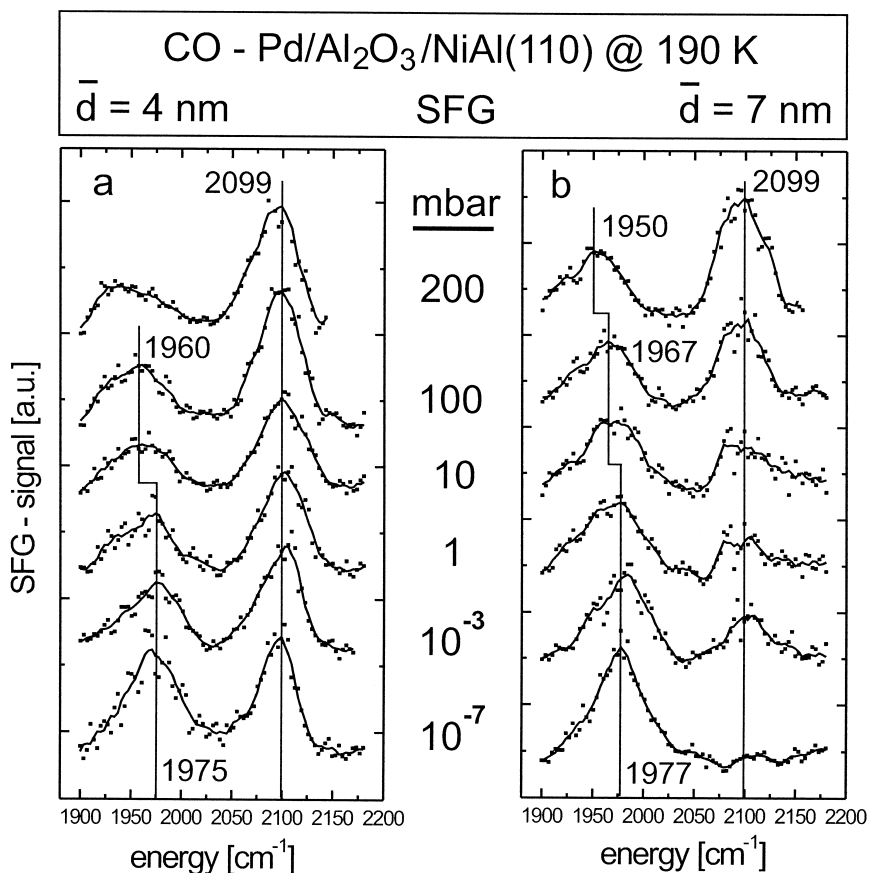 CO - Pd/Al₂O₃/NiAl(110) @ 190 K
d̅ = 4 nm SFG d̅ = 7 nm
a 2099
mbar
b 2099
1950
200
1960
1967
100
10
1
10⁻³
10⁻⁷
1975
1977
SFG - signal [a.u.]
1900 1950 2000 2050 2100 2150 2200
1900 1950 2000 2050 2100 2150 2200
energy [cm⁻¹]
energy [cm⁻¹]